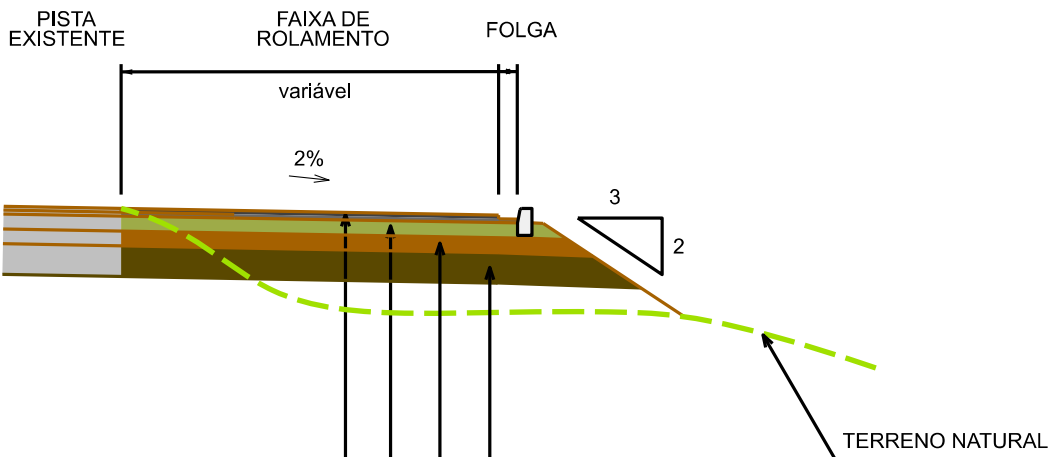 PISTA
EXISTENTE
FAIXA DE
ROLAMENTO
FOLGA
variável
2%
3
2
TERRENO NATURAL